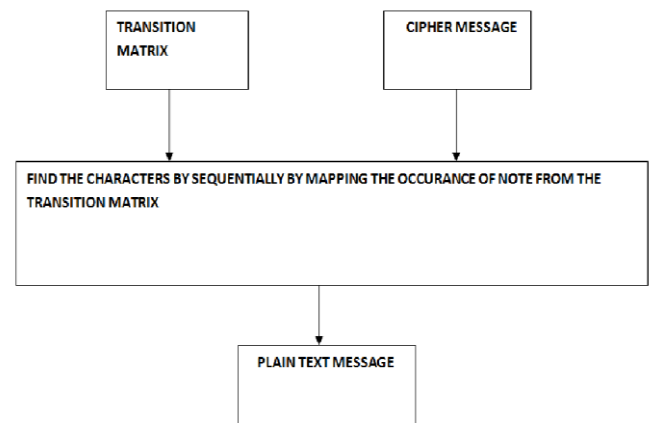 TRANSITION
MATRIX
CIPHER MESSAGE
FIND THE CHARACTERS BY SEQUENTIALLY BY MAPPING THE OCCURANCE OF NOTE FROM THE
TRANSITION MATRIX
PLAIN TEXT MESSAGE